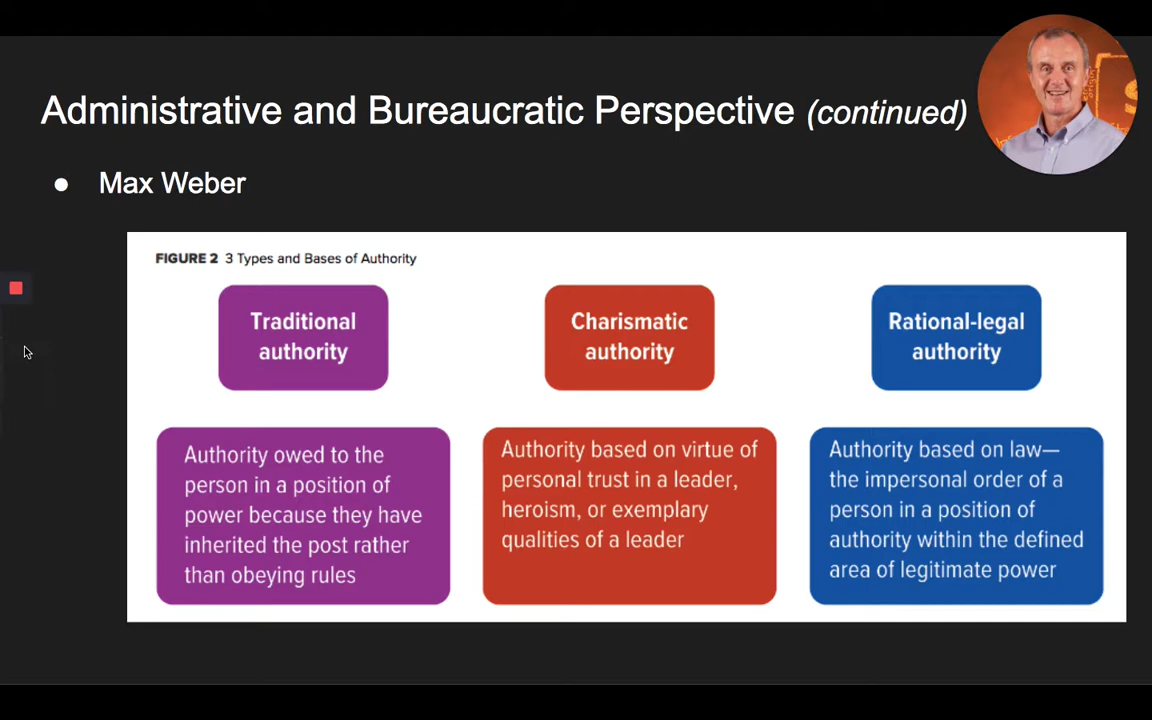 Administrative and Bureaucratic Perspective (continued)
● Max Weber
FIGURE 2 3 Types and Bases of Authority
Traditional
authority
Charismatic
authority
Rational-legal
authority
Authority owed to the
person in a position of
power because they have
inherited the post rather
than obeying rules
Authority based on virtue of
personal trust in a leader,
heroism, or exemplary
qualities of a leader
Authority based on law—
the impersonal order of a
person in a position of
authority within the defined
area of legitimate power